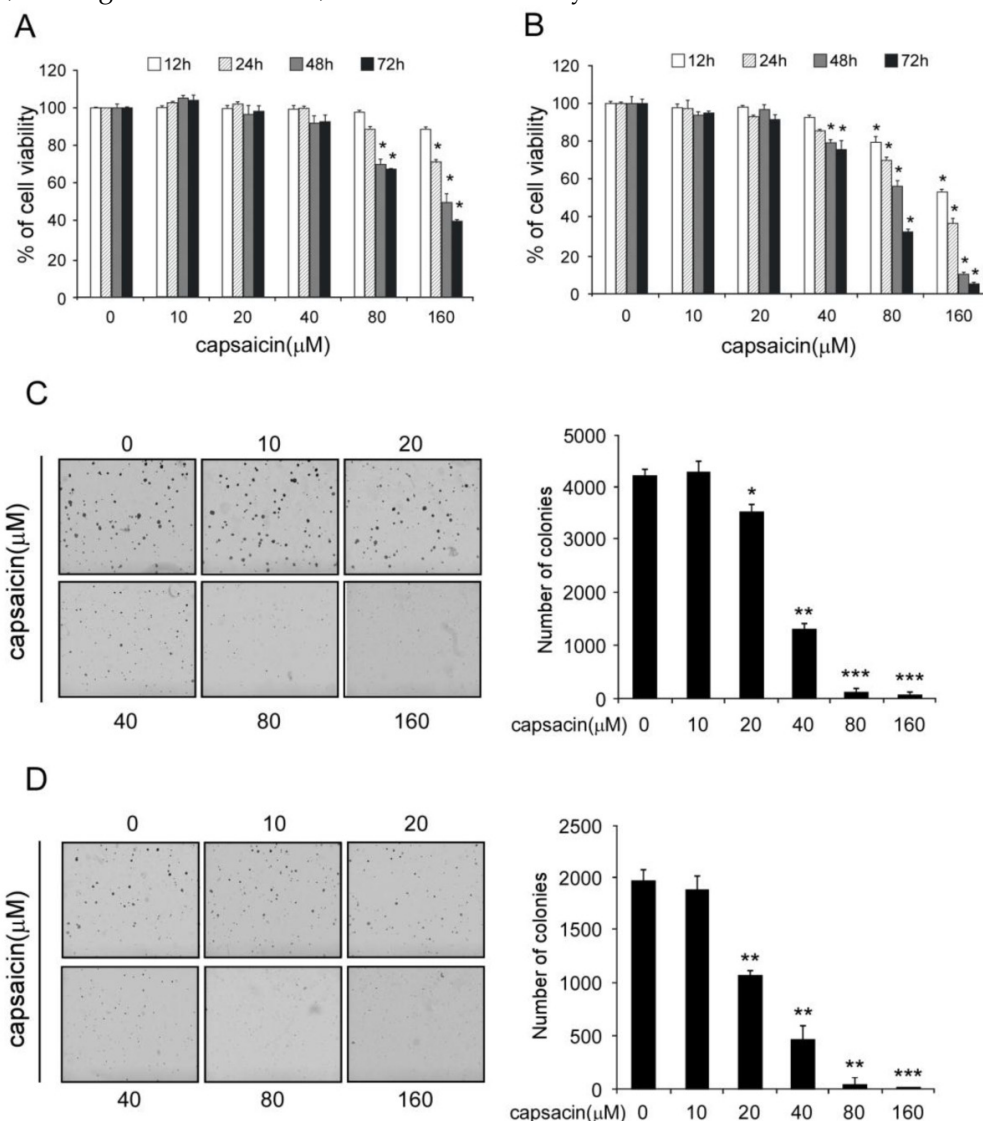 A
12h 24h 48h 72h
120
100
80
60
40
20
0
% of cell viability
* * * * *
0 10 20 40 80 160
capsaicin(μM)
B
12h 24h 48h 72h
120
100
80
60
40
20
0
% of cell viability
* * * * * * * * * *
0 10 20 40 80 160
capsaicin(μM)
C
0 10 20
capsaicin(μM)
40 80 160
5000
4000
3000
2000
1000
0
Number of colonies
* ** *** ***
capsacin(μM) 0 10 20 40 80 160
D
0 10 20
capsaicin(μM)
40 80 160
2500
2000
1500
1000
500
0
Number of colonies
** ** ** ***
capsacin(μM) 0 10 20 40 80 160